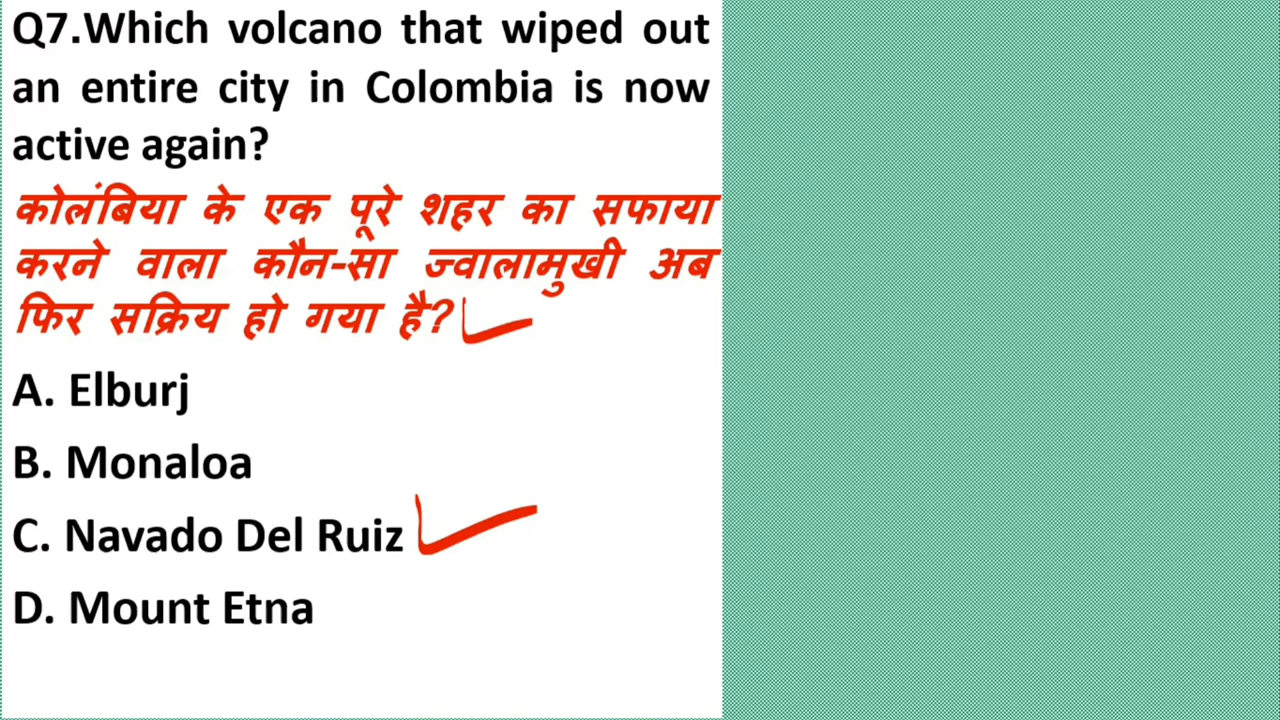 Q7.Which volcano that wiped out
an entire city in Colombia is now
active again?
कोलंबिया के एक पूरे शहर का सफाया
करने वाला कौन-सा ज्वालामुखी अब
फिर सक्रिय हो गया है?
A. Elburj
B. Monaloa
C. Navado Del Ruiz
D. Mount Etna